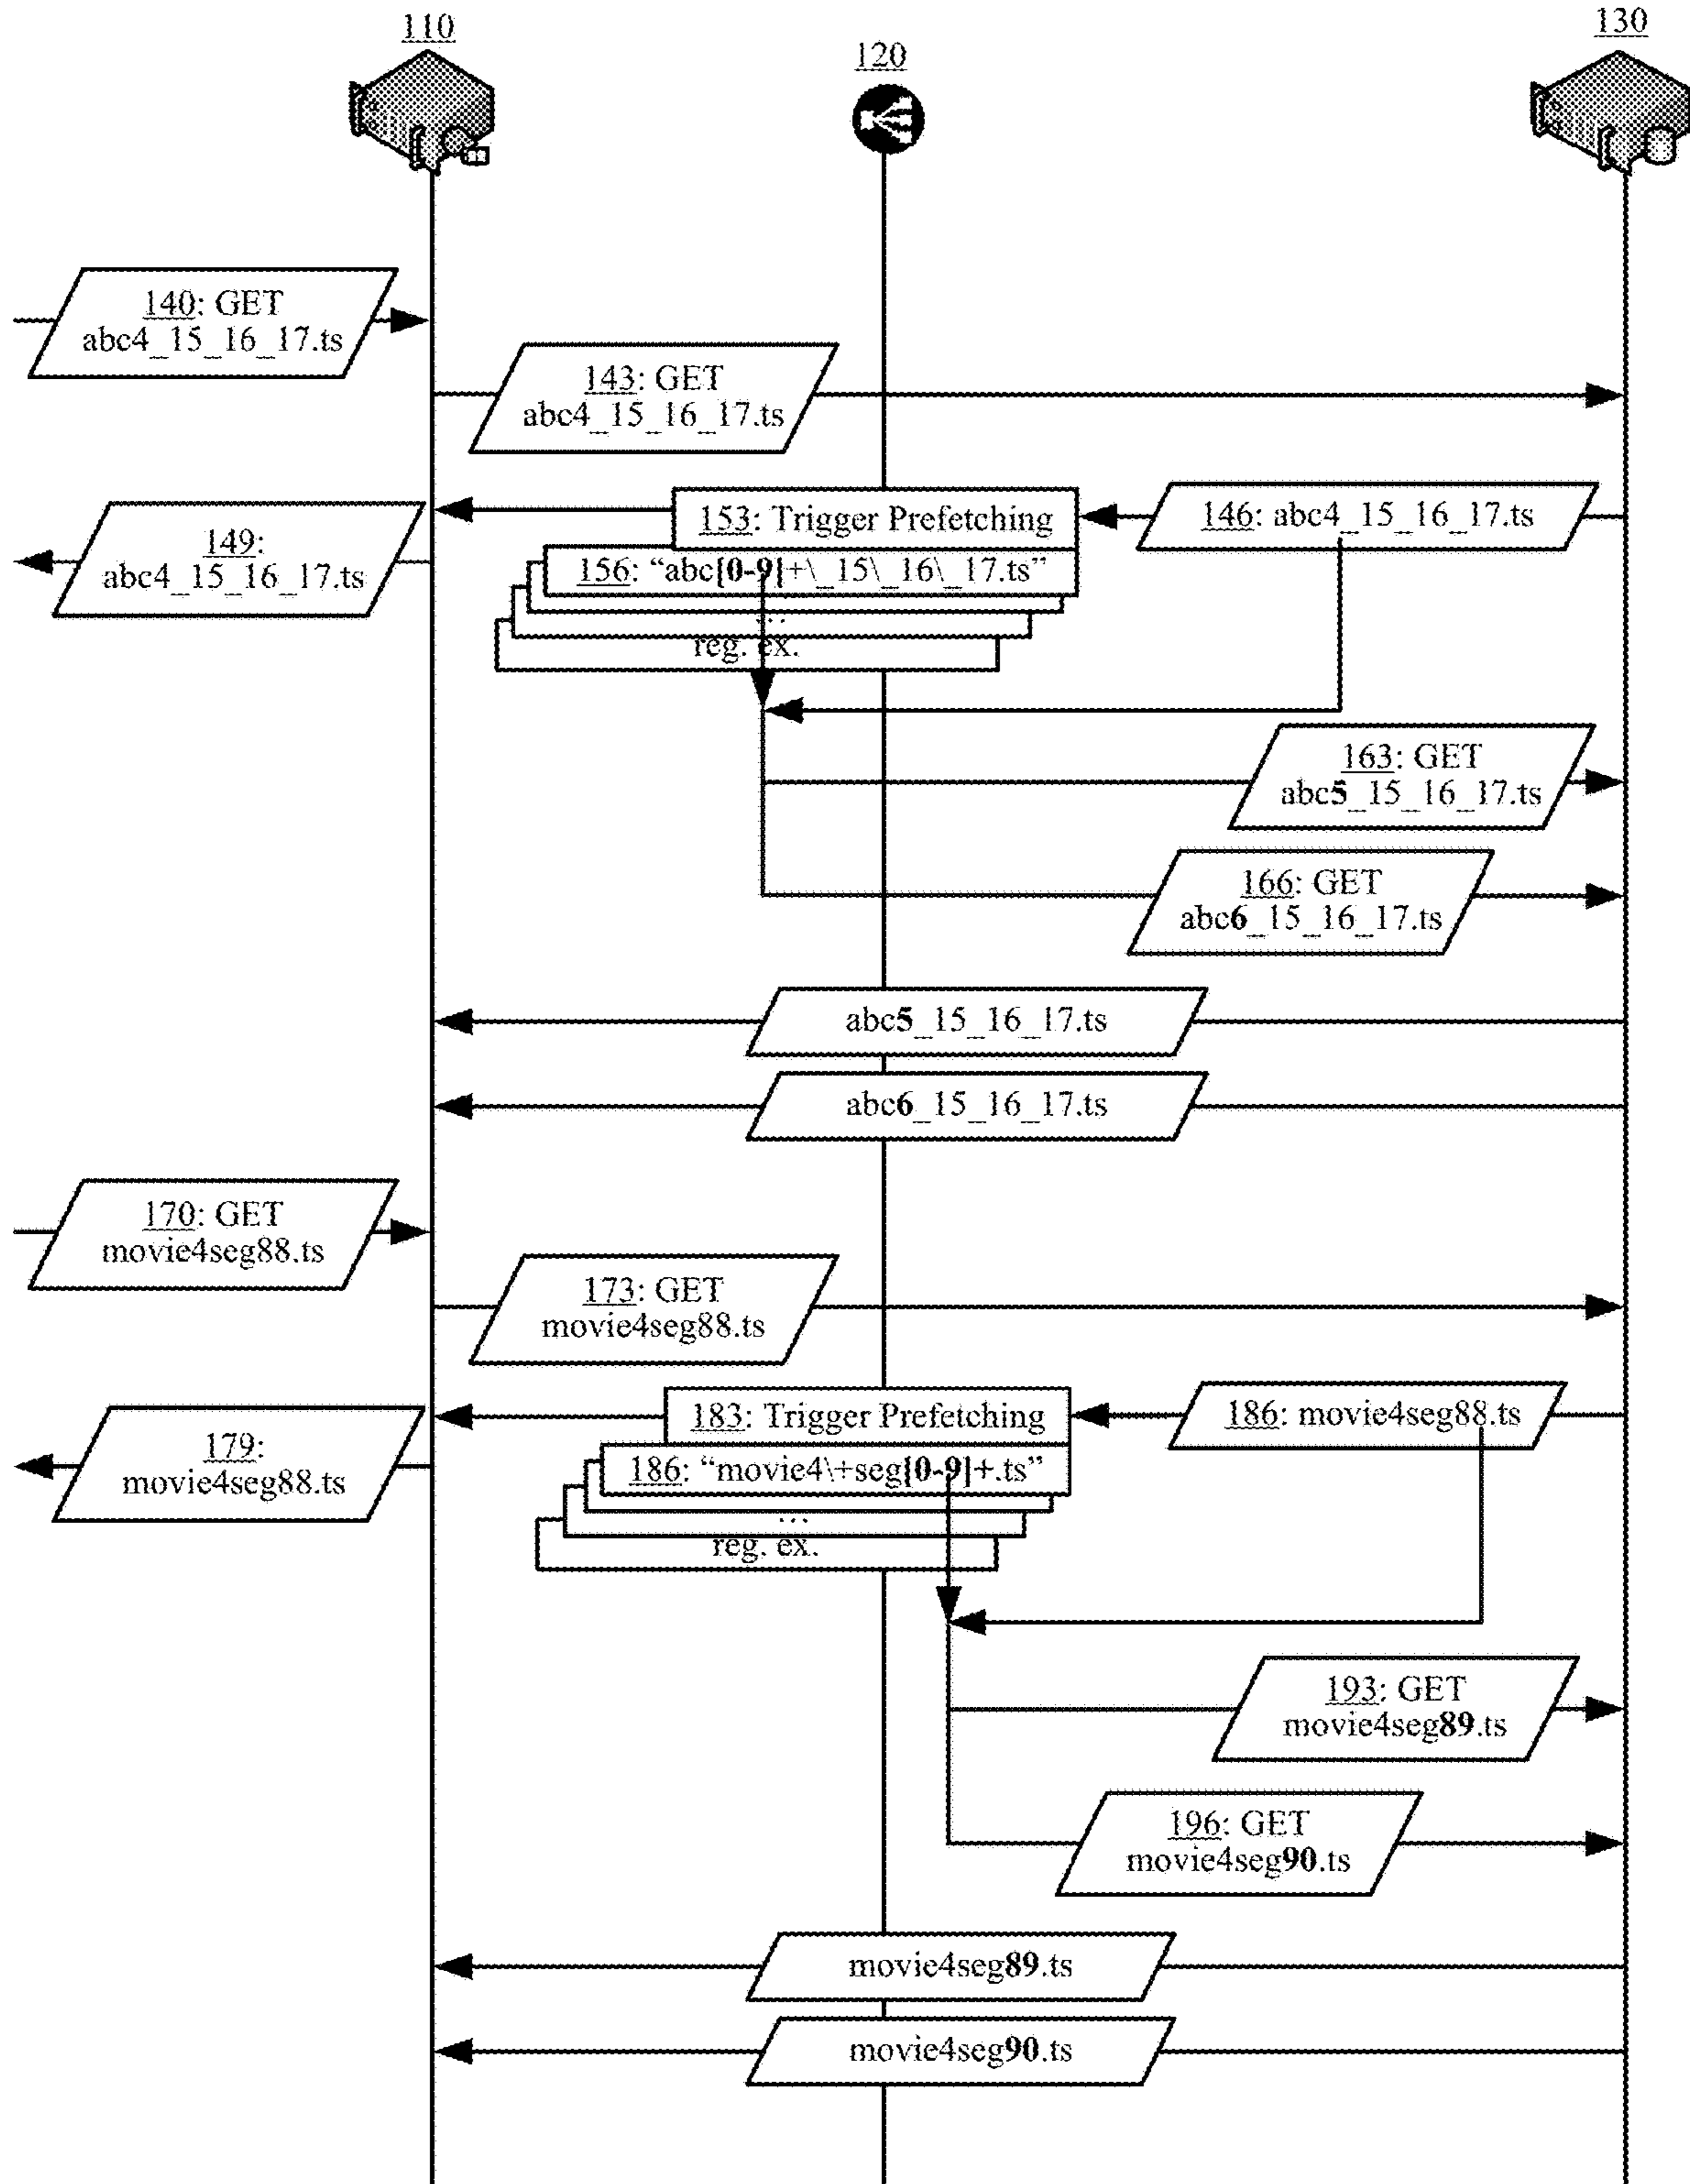 110
120
130
140: GET
abc4_15_16_17.ts
143: GET
abc4_15_16_17.ts
153: Trigger Prefetching
146: abc4_15_16_17.ts
149:
abc4_15_16_17.ts
156: “abc[0-9]+\_15\_16\_17.ts”
...
reg. ex.
163: GET
abc5_15_16_17.ts
166: GET
abc6_15_16_17.ts
abc5_15_16_17.ts
abc6_15_16_17.ts
170: GET
movie4seg88.ts
173: GET
movie4seg88.ts
183: Trigger Prefetching
186: movie4seg88.ts
179:
movie4seg88.ts
186: “movie4\+seg[0-9]+.ts”
...
reg. ex.
193: GET
movie4seg89.ts
196: GET
movie4seg90.ts
movie4seg89.ts
movie4seg90.ts